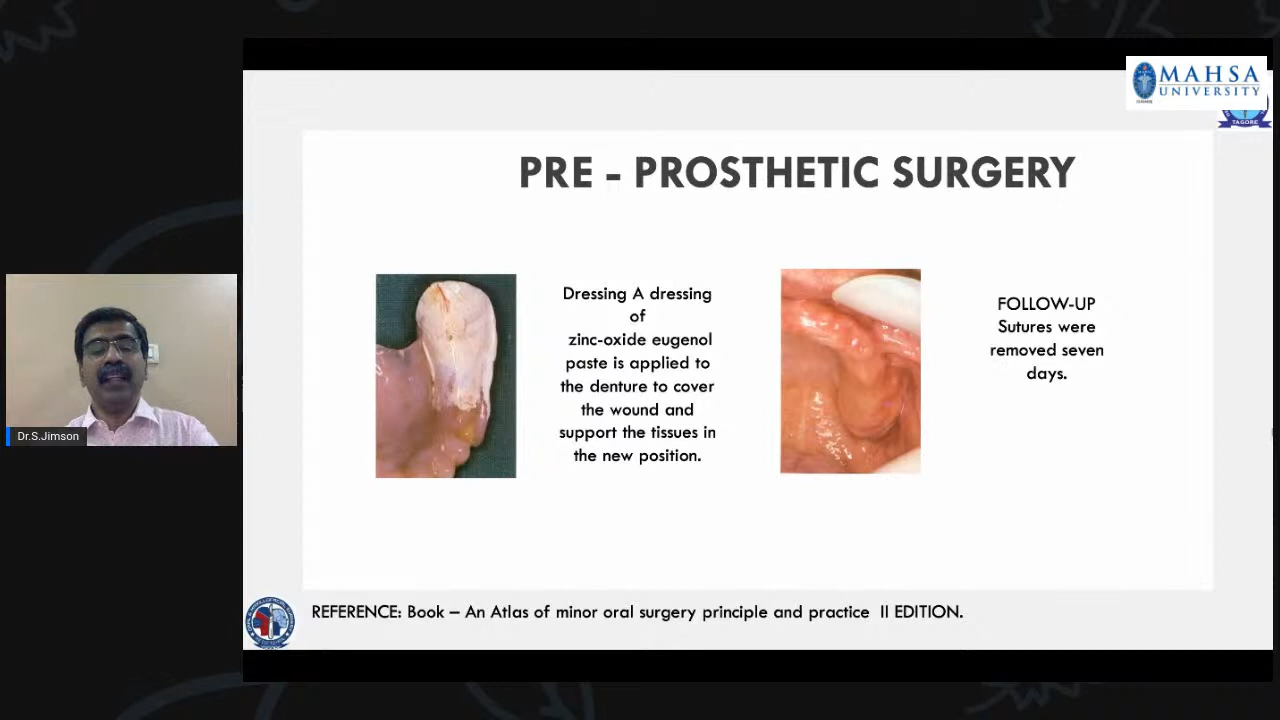 MAHSA
UNIVERSITY
TAGORE
PRE - PROSTHETIC SURGERY
Dressing A dressing
of
zinc-oxide eugenol
paste is applied to
the denture to cover
the wound and
support the tissues in
the new position.
FOLLOW-UP
Sutures were
removed seven
days.
Dr.S.Jimson
REFERENCE: Book – An Atlas of minor oral surgery principle and practice II EDITION.